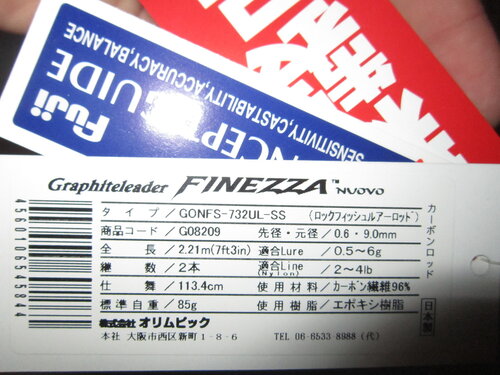 Fuji
GUIDE
CONCEPT
SENSITIVITY,CASTABILITY,ACCURACY,BALANCE
Graphiteleader FINEZZA™ NUOVO
タイプ／GONFS-732UL-SS (ロックフィッシュルアーロッド)
商品コード／G08209 先径・元径／0.6・9.0mm
全長／2.21m(7ft3in) 適合Lure／0.5~6g
継数／2本 適合Line(Nylon)／2~4lb
仕舞／113.4cm 使用材料／カーボン繊維96%
標準自重／85g 使用樹脂／エポキシ樹脂
株式会社オリムピック
本社 大阪市西区新町1-8-6 TEL 06-6533 8988 (代)
カーボンロッド
日本製
4560116545844